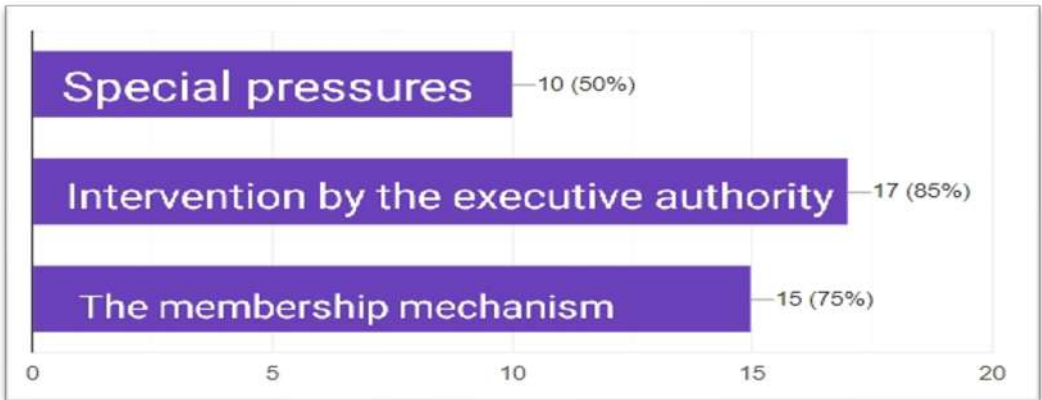 Special pressures
10 (50%)
Intervention by the executive authority
17 (85%)
The membership mechanism
15 (75%)
0 5 10 15 20